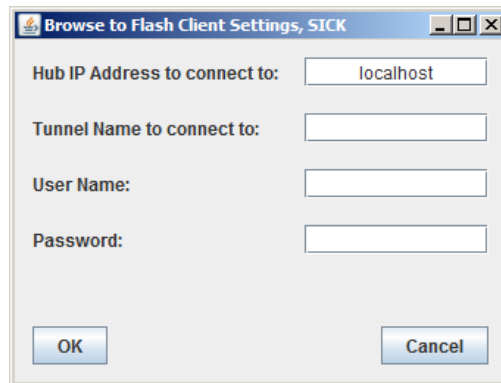 Browse to Flash Client Settings, SICK
Hub IP Address to connect to: localhost
Tunnel Name to connect to:
User Name:
Password:
OK Cancel